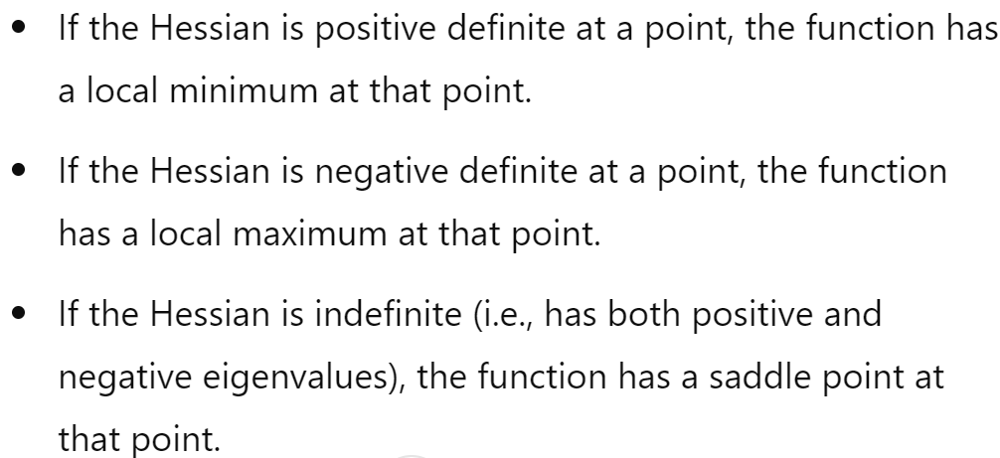 • If the Hessian is positive definite at a point, the function has
a local minimum at that point.
• If the Hessian is negative definite at a point, the function
has a local maximum at that point.
• If the Hessian is indefinite (i.e., has both positive and
negative eigenvalues), the function has a saddle point at
that point.